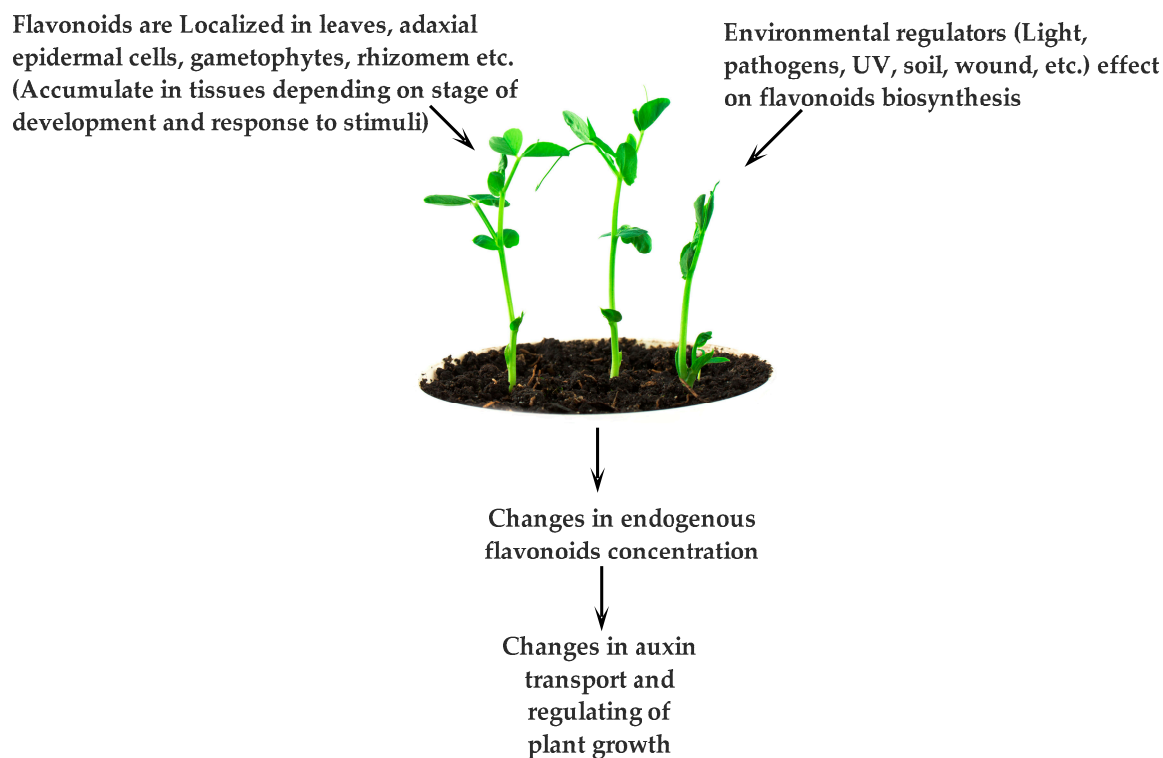 Flavonoids are Localized in leaves, adaxial
epidermal cells, gametophytes, rhizomem etc.
(Accumulate in tissues depending on stage of
development and response to stimuli)
Environmental regulators (Light,
pathogens, UV, soil, wound, etc.) effect
on flavonoids biosynthesis
Changes in endogenous
flavonoids concentration
Changes in auxin
transport and
regulating of
plant growth